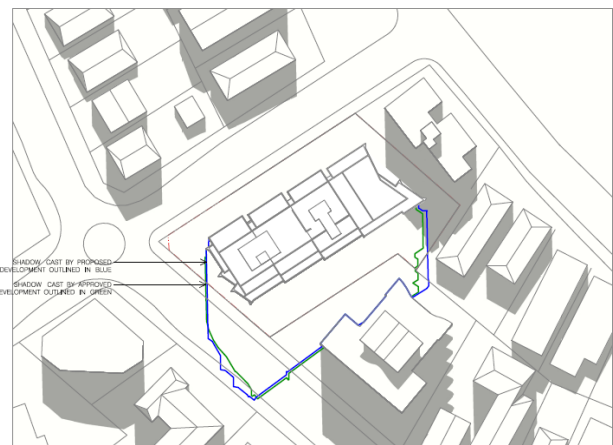 SHADOW CAST BY PROPOSED
DEVELOPMENT OUTLINED IN BLUE
SHADOW CAST BY APPROVED
DEVELOPMENT OUTLINED IN GREEN